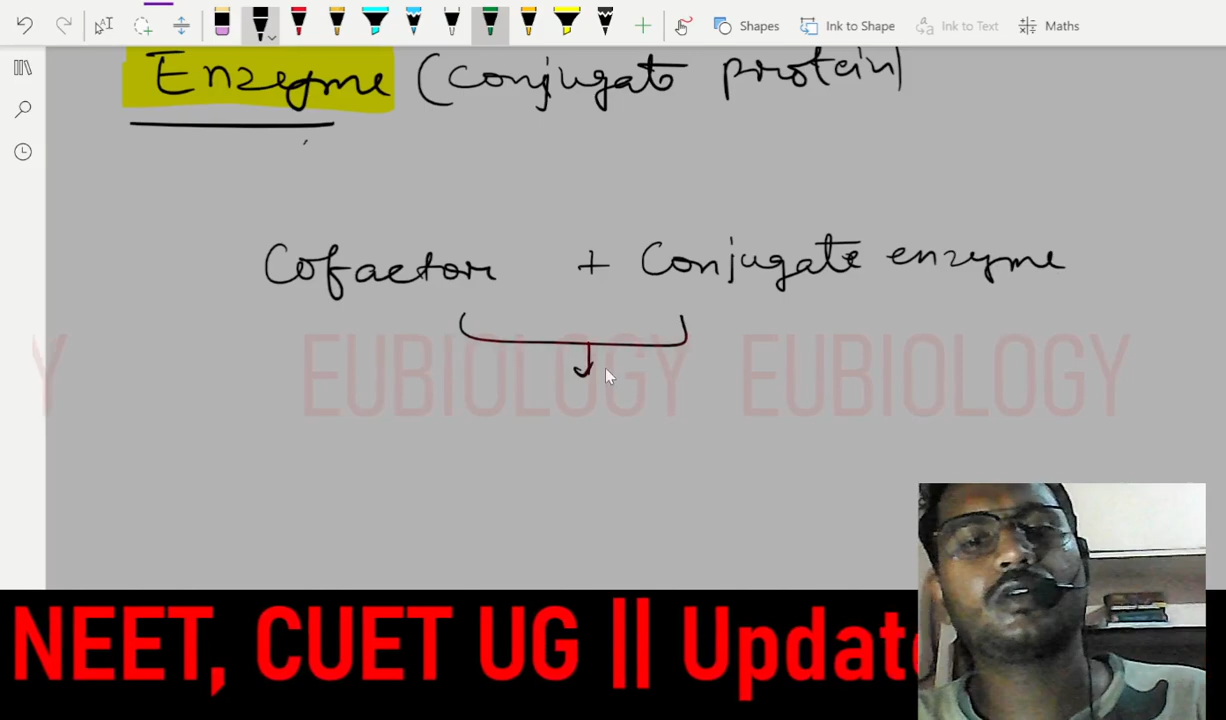 Shapes Ink to Shape Ink to Text Maths
Enzyme (Conjugate protein)
Cofactor + Conjugate enzyme
EUBIOLOGY EUBIOLOGY
NEET, CUET UG || Update